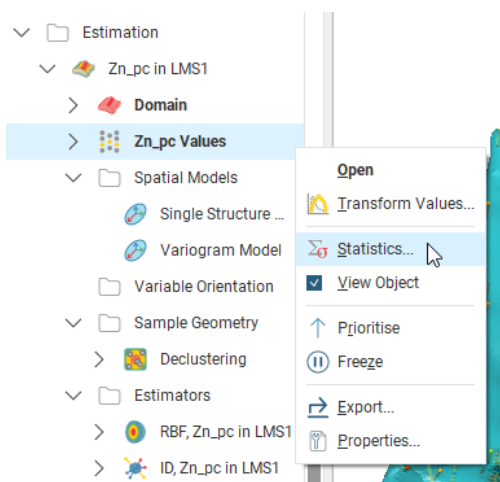 Estimation
Zn_pc in LMS1
Domain
Zn_pc Values
Spatial Models
Single Structure ...
Variogram Model
Variable Orientation
Sample Geometry
Declustering
Estimators
RBF, Zn_pc in LMS1
ID, Zn_pc in LMS1
Open
Transform Values...
Statistics...
View Object
Prioritise
Freeze
Export...
Properties...